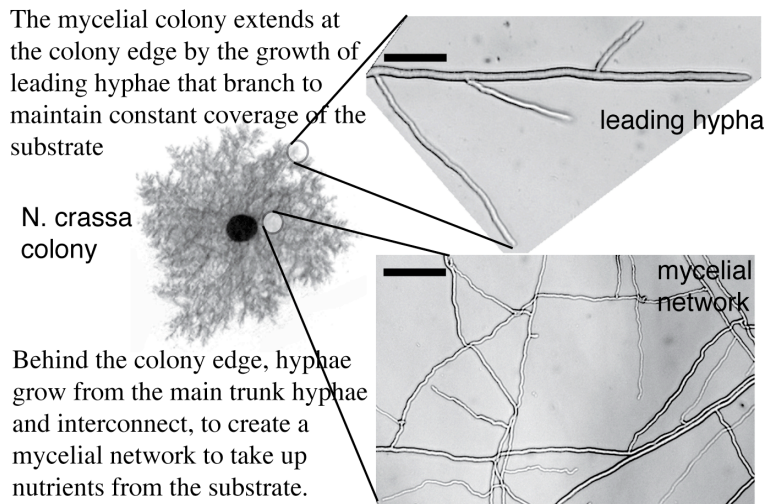 The mycelial colony extends at
the colony edge by the growth of
leading hyphae that branch to
maintain constant coverage of the
substrate
leading hypha
N. crassa
colony
mycelial
network
Behind the colony edge, hyphae
grow from the main trunk hyphae
and interconnect, to create a
mycelial network to take up
nutrients from the substrate.